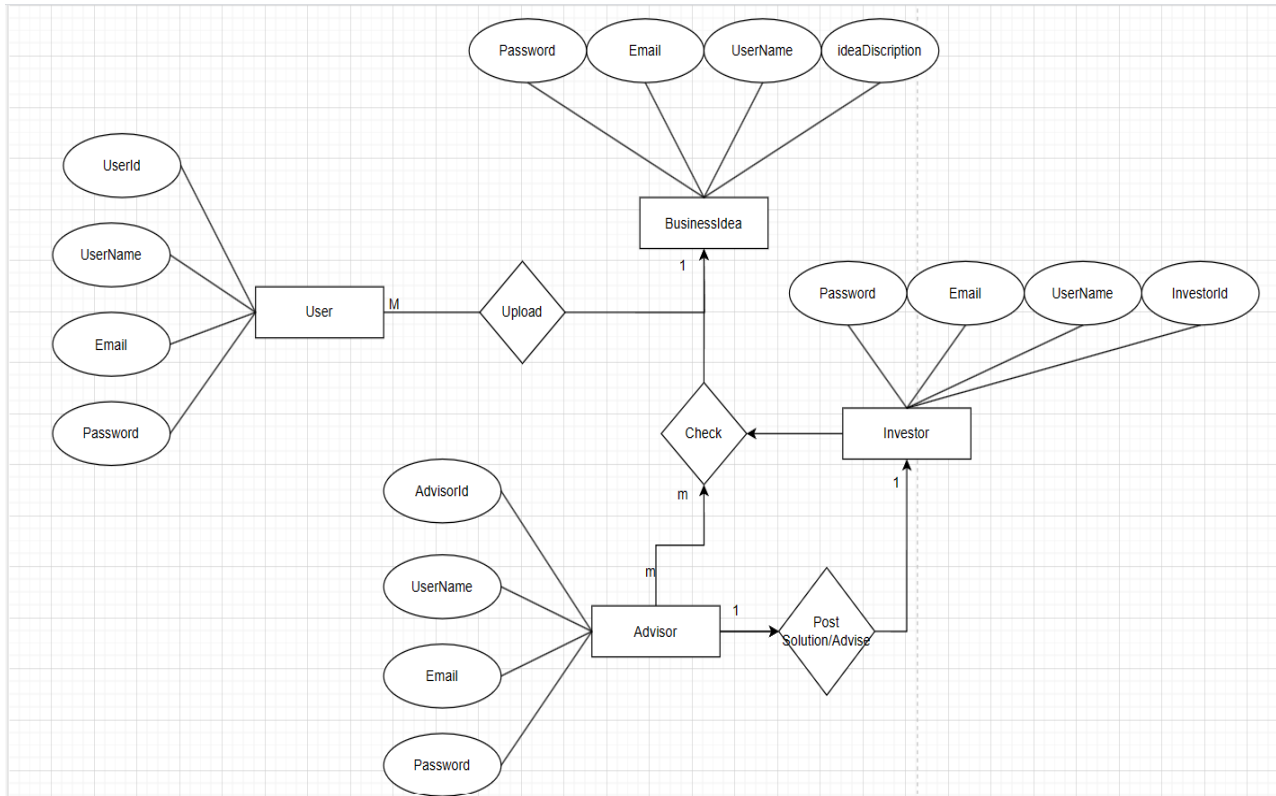 Password
Email
UserName
ideaDiscription
UserId
UserName
Email
Password
User
M
Upload
BusinessIdea
1
Password
Email
UserName
InvestorId
Investor
Check
m
1
AdvisorId
UserName
Email
Password
m
Advisor
1
Post
Solution/Advise